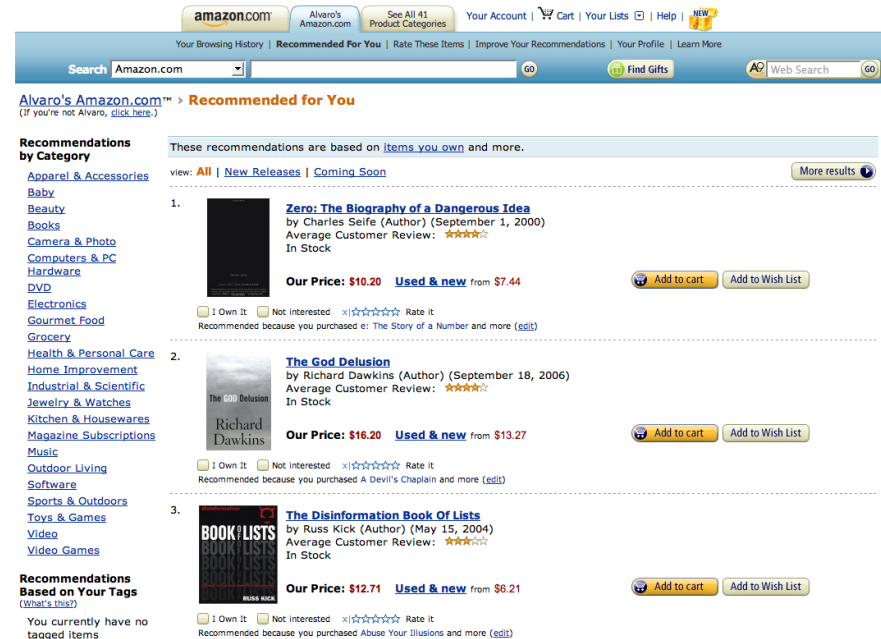 amazon.com
Alvaro's Amazon.com
See All 41 Product Categories
Your Account | Cart | Your Lists | Help | NEW
Your Browsing History | Recommended For You | Rate These Items | Improve Your Recommendations | Your Profile | Learn More
Search Amazon.com GO Find Gifts A9 Web Search GO
Alvaro's Amazon.com™ > Recommended for You
(If you're not Alvaro, click here.)
Recommendations
by Category
Apparel & Accessories
Baby
Beauty
Books
Camera & Photo
Computers & PC
Hardware
DVD
Electronics
Gourmet Food
Grocery
Health & Personal Care
Home Improvement
Industrial & Scientific
Jewelry & Watches
Kitchen & Housewares
Magazine Subscriptions
Music
Outdoor Living
Software
Sports & Outdoors
Toys & Games
Video
Video Games
Recommendations
Based on Your Tags
(What's this?)
You currently have no
tagged items
These recommendations are based on items you own and more.
view: All | New Releases | Coming Soon
More results
1.
Zero: The Biography of a Dangerous Idea
by Charles Seife (Author) (September 1, 2000)
Average Customer Review:
In Stock
Our Price: $10.20 Used & new from $7.44
Add to cart Add to Wish List
I Own It Not interested x| Rate it
Recommended because you purchased e: The Story of a Number and more (edit)
2.
The GOD Delusion
Richard
Dawkins
The God Delusion
by Richard Dawkins (Author) (September 18, 2006)
Average Customer Review:
In Stock
Our Price: $16.20 Used & new from $13.27
Add to cart Add to Wish List
I Own It Not interested x| Rate it
Recommended because you purchased A Devil's Chaplain and more (edit)
3.
disinformation
BOOK OF LISTS
RUSS KICK
The Disinformation Book Of Lists
by Russ Kick (Author) (May 15, 2004)
Average Customer Review:
In Stock
Our Price: $12.71 Used & new from $6.21
Add to cart Add to Wish List
I Own It Not interested x| Rate it
Recommended because you purchased Abuse Your Illusions and more (edit)